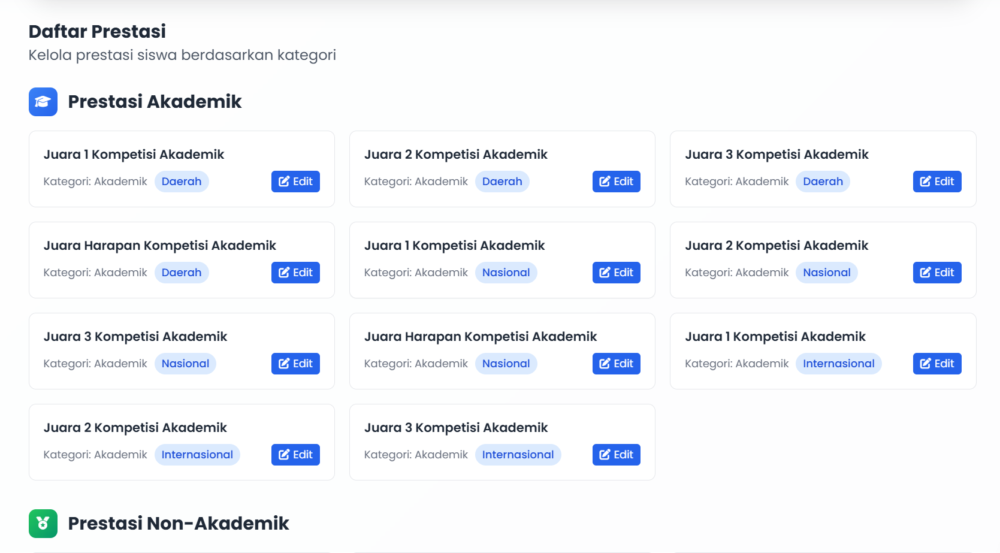 Daftar Prestasi
Kelola prestasi siswa berdasarkan kategori
Prestasi Akademik
Juara 1 Kompetisi Akademik
Kategori: Akademik Daerah Edit
Juara 2 Kompetisi Akademik
Kategori: Akademik Daerah Edit
Juara 3 Kompetisi Akademik
Kategori: Akademik Daerah Edit
Juara Harapan Kompetisi Akademik
Kategori: Akademik Daerah Edit
Juara 1 Kompetisi Akademik
Kategori: Akademik Nasional Edit
Juara 2 Kompetisi Akademik
Kategori: Akademik Nasional Edit
Juara 3 Kompetisi Akademik
Kategori: Akademik Nasional Edit
Juara Harapan Kompetisi Akademik
Kategori: Akademik Nasional Edit
Juara 1 Kompetisi Akademik
Kategori: Akademik Internasional Edit
Juara 2 Kompetisi Akademik
Kategori: Akademik Internasional Edit
Juara 3 Kompetisi Akademik
Kategori: Akademik Internasional Edit
Prestasi Non-Akademik